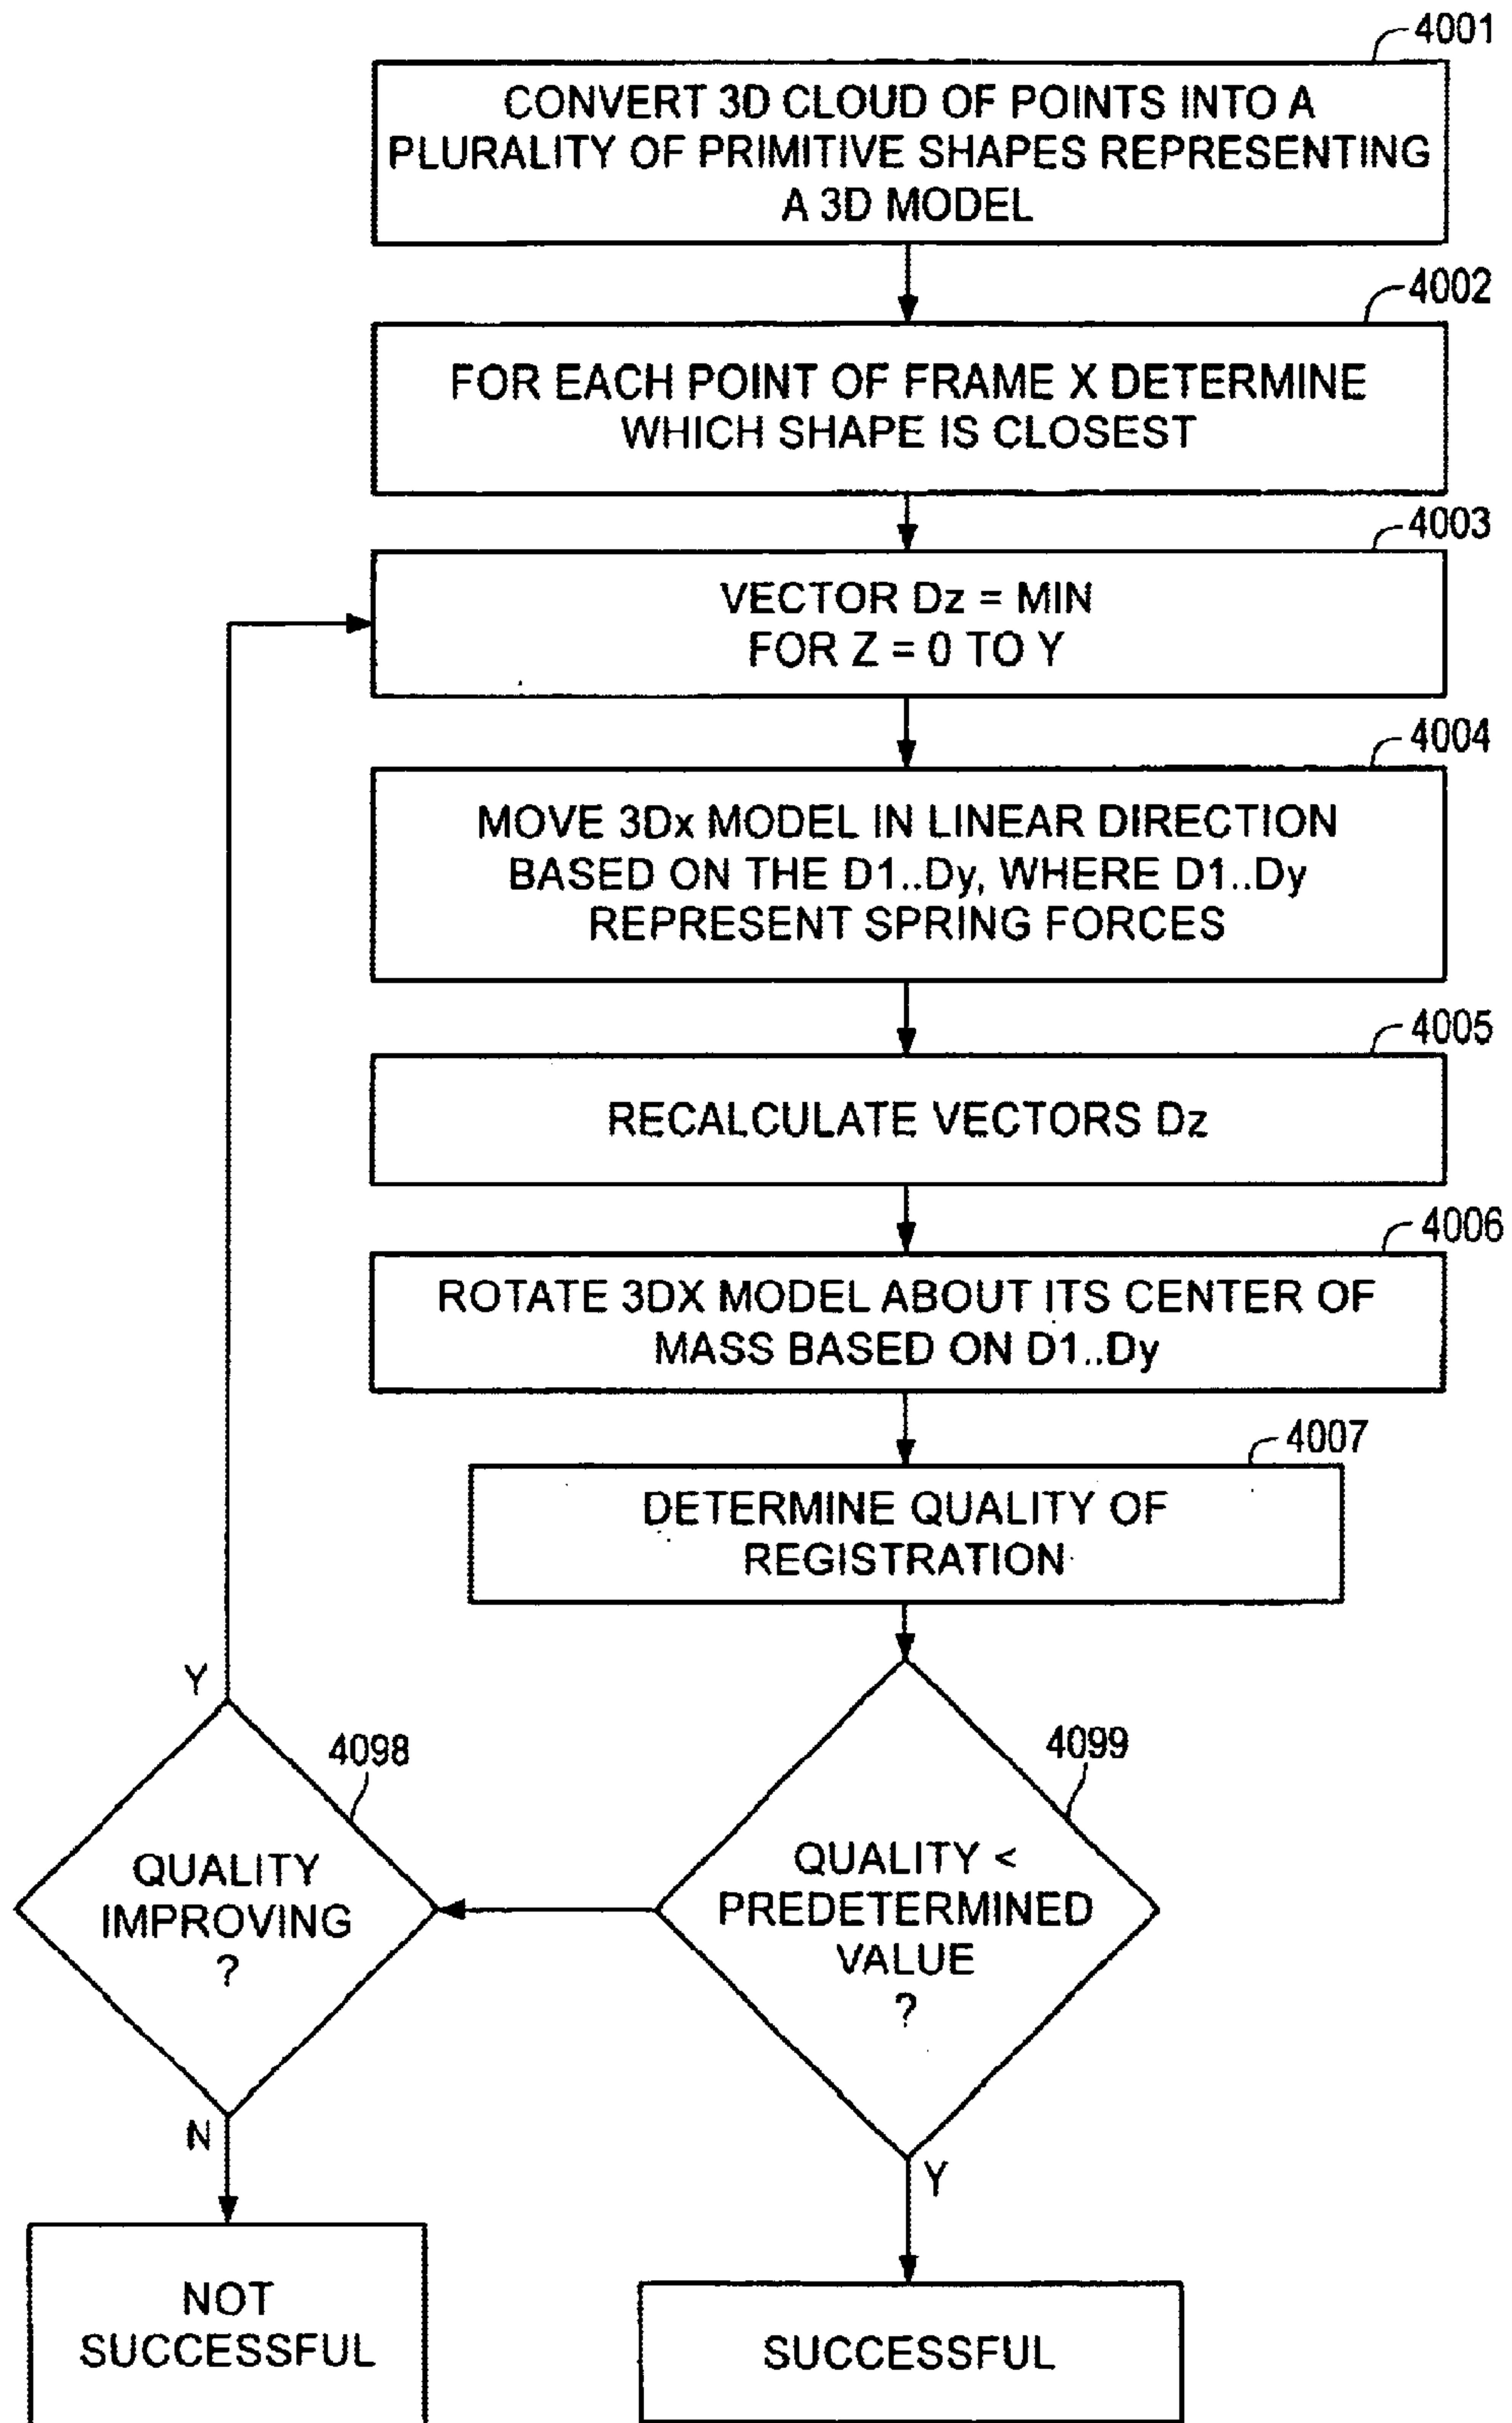 4001
CONVERT 3D CLOUD OF POINTS INTO A
PLURALITY OF PRIMITIVE SHAPES REPRESENTING
A 3D MODEL
4002
FOR EACH POINT OF FRAME X DETERMINE
WHICH SHAPE IS CLOSEST
4003
VECTOR Dz = MIN
FOR Z = 0 TO Y
4004
MOVE 3Dx MODEL IN LINEAR DIRECTION
BASED ON THE D1..Dy, WHERE D1..Dy
REPRESENT SPRING FORCES
4005
RECALCULATE VECTORS Dz
4006
ROTATE 3DX MODEL ABOUT ITS CENTER OF
MASS BASED ON D1..Dy
4007
DETERMINE QUALITY OF
REGISTRATION
Y
4098
QUALITY
IMPROVING
?
4099
QUALITY <
PREDETERMINED
VALUE
?
N
Y
NOT
SUCCESSFUL
SUCCESSFUL